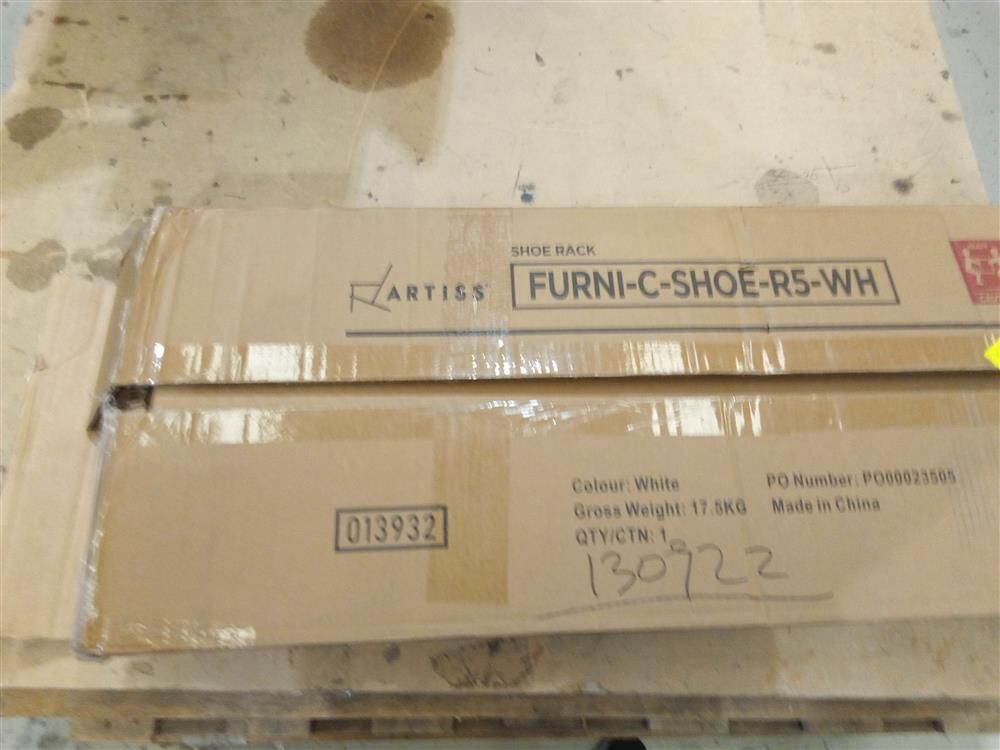 SHOE RACK
ARTISS
FURNI-C-SHOE-R5-WH
Colour: White
PO Number: PO00023505
Gross Weight: 17.5KG
Made in China
QTY/CTN: 1
013932
130922